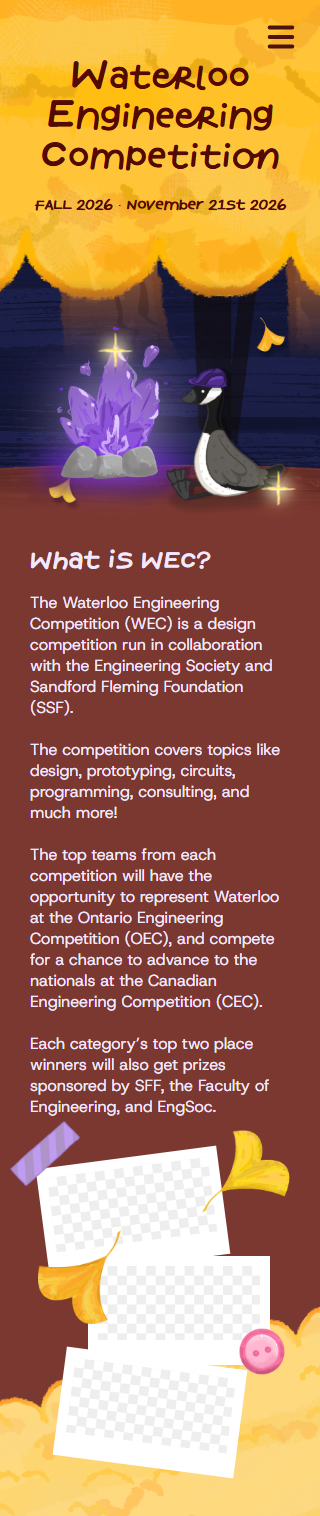 Waterloo
Engineering
Competition
FALL 2026 · November 21st 2026
What is WEC?
The Waterloo Engineering
Competition (WEC) is a design
competition run in collaboration
with the Engineering Society and
Sandford Fleming Foundation
(SSF).
The competition covers topics like
design, prototyping, circuits,
programming, consulting, and
much more!
The top teams from each
competition will have the
opportunity to represent Waterloo
at the Ontario Engineering
Competition (OEC), and compete
for a chance to advance to the
nationals at the Canadian
Engineering Competition (CEC).
Each category's top two place
winners will also get prizes
sponsored by SFF, the Faculty of
Engineering, and EngSoc.